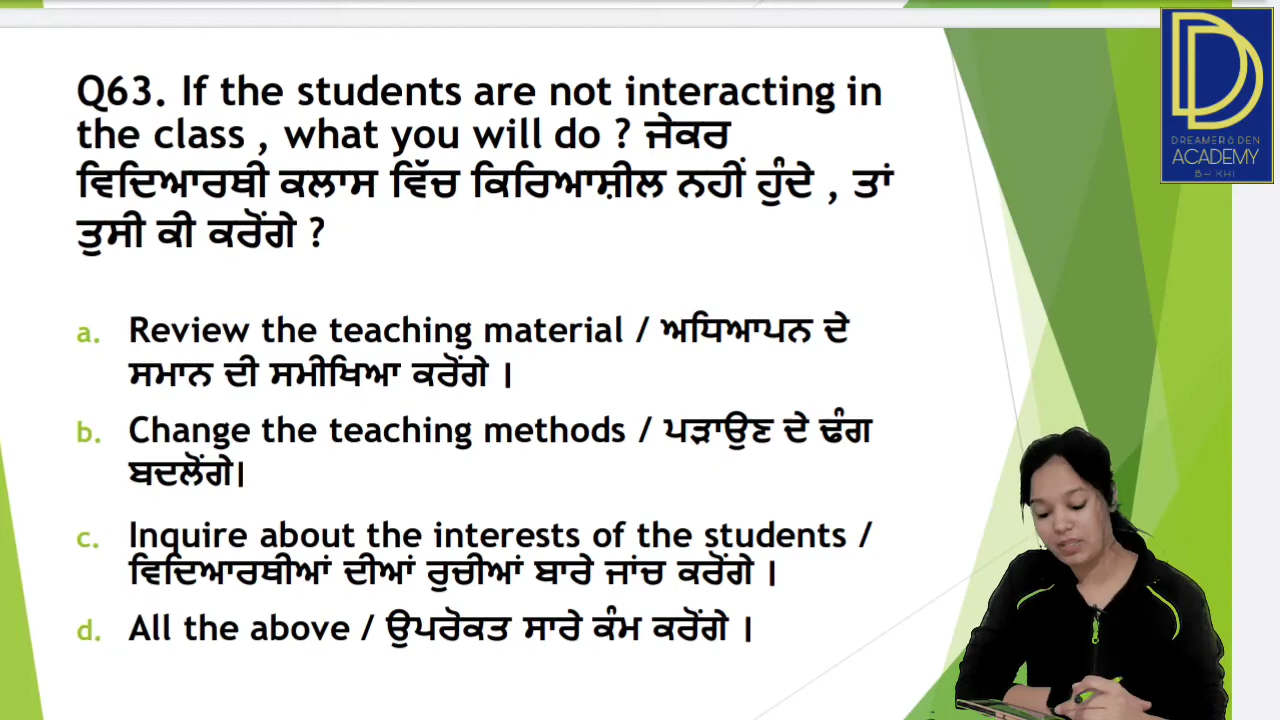 Q63. If the students are not interacting in
the class , what you will do ? ਜੇਕਰ
ਵਿਦਿਆਰਥੀ ਕਲਾਸ ਵਿੱਚ ਕਿਰਿਆਸ਼ੀਲ ਨਹੀਂ ਹੁੰਦੇ , ਤਾਂ
ਤੁਸੀ ਕੀ ਕਰੋਂਗੇ ?
a. Review the teaching material / ਅਧਿਆਪਨ ਦੇ
ਸਮਾਨ ਦੀ ਸਮੀਖਿਆ ਕਰੋਂਗੇ ।
b. Change the teaching methods / ਪੜਾਉਣ ਦੇ ਢੰਗ
ਬਦਲੋਂਗੇ।
c. Inquire about the interests of the students /
ਵਿਦਿਆਰਥੀਆਂ ਦੀਆਂ ਰੁਚੀਆਂ ਬਾਰੇ ਜਾਂਚ ਕਰੋਂਗੇ ।
d. All the above / ਉਪਰੋਕਤ ਸਾਰੇ ਕੰਮ ਕਰੋਂਗੇ ।
DD
ACADEMY